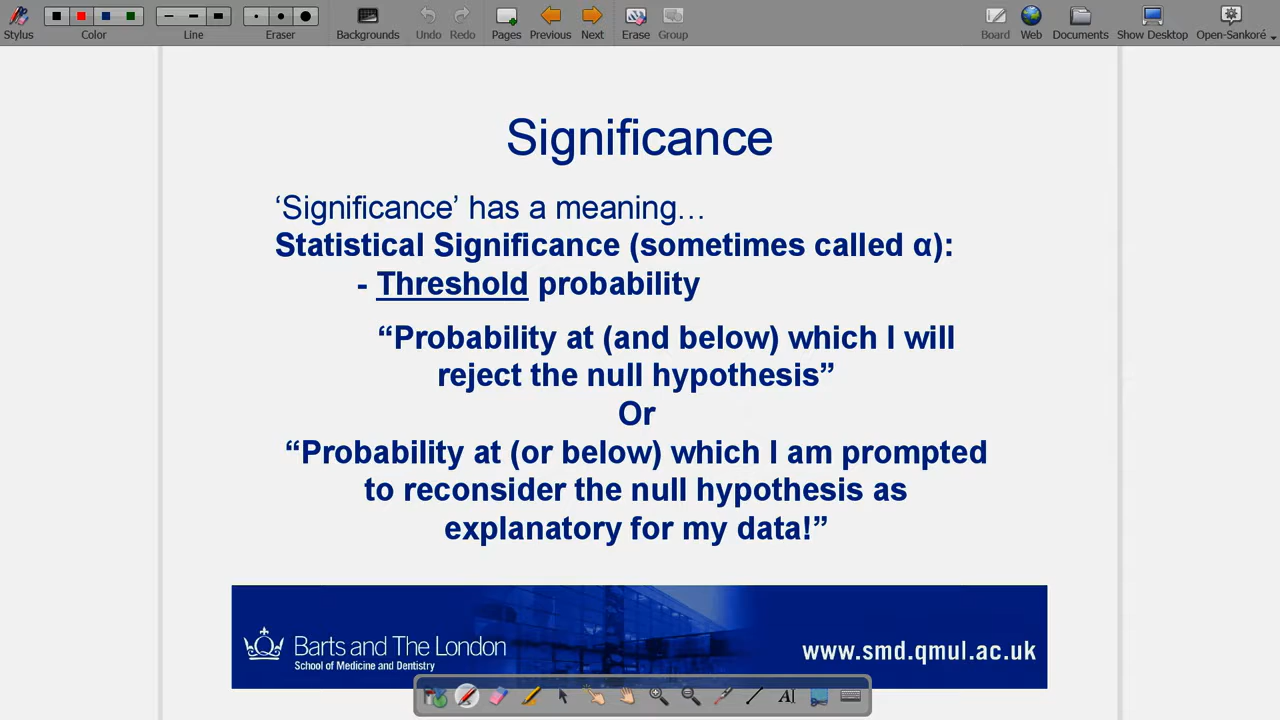 Stylus
Color
Line
Eraser
Backgrounds
Undo
Redo
Pages
Previous
Next
Erase
Group
Board
Web
Documents
Show Desktop
Open-Sankoré
Significance
‘Significance’ has a meaning…
Statistical Significance (sometimes called α):
- Threshold probability
“Probability at (and below) which I will
reject the null hypothesis”
Or
“Probability at (or below) which I am prompted
to reconsider the null hypothesis as
explanatory for my data!”
Barts and The London
School of Medicine and Dentistry
www.smd.qmul.ac.uk
AI